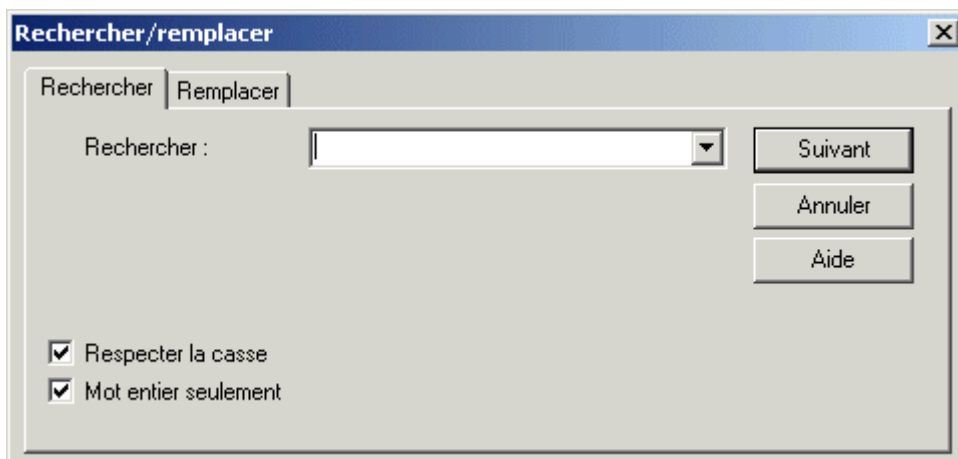 Rechercher/remplacer
Rechercher Remplacer
Rechercher : Suivant
Annuler
Aide
Respecter la casse
Mot entier seulement